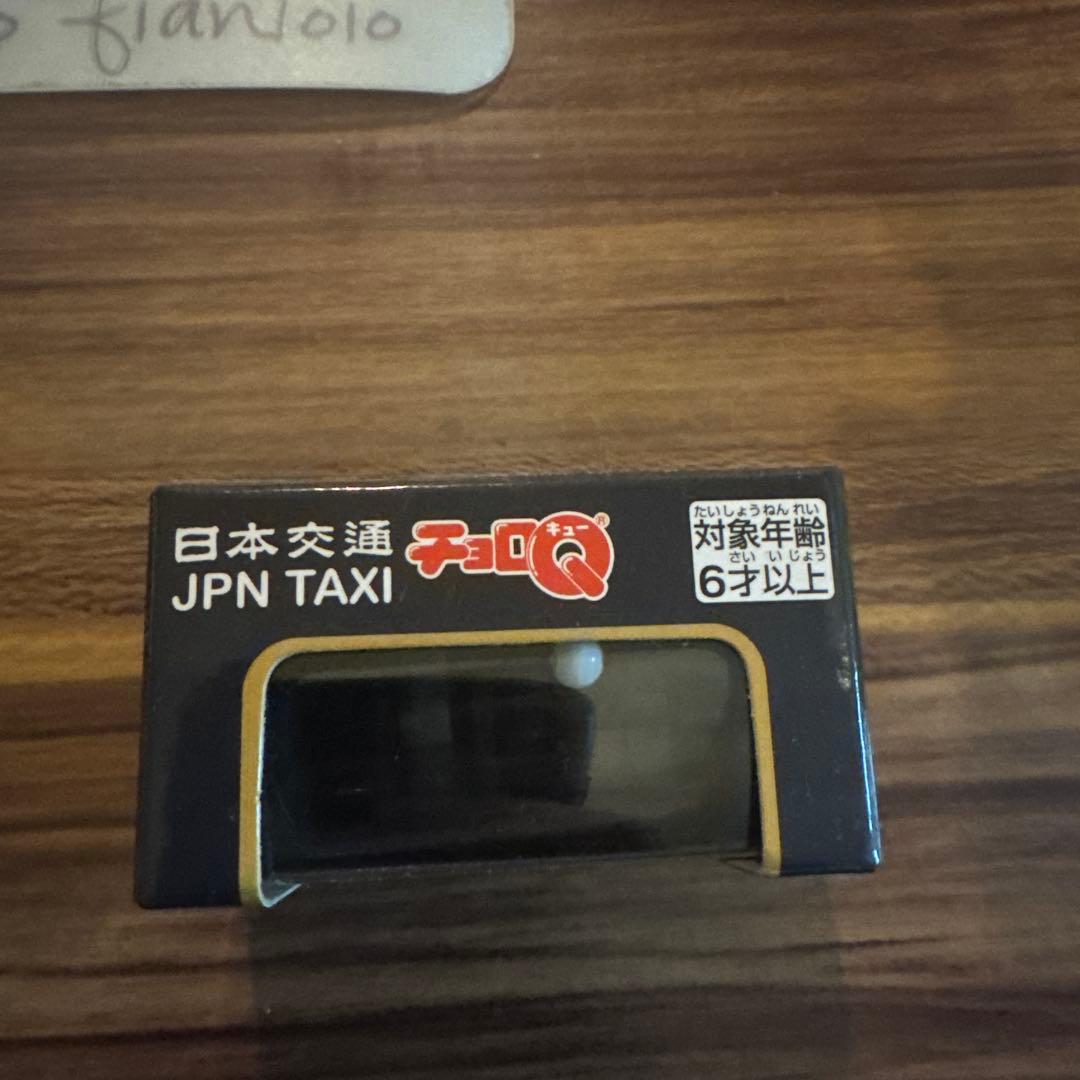 fianlolo
日本交通
JPN TAXI
チョロQ
キュー
®
たいしょうねんれい
対象年齢
さいいじょう
6才以上